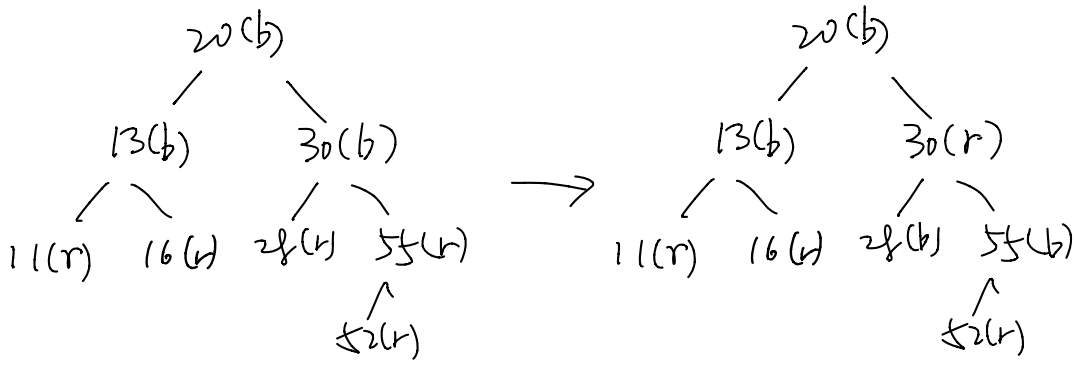 20(b) 20(b)
13(b) 30(b) 13(b) 30(r)
11(r) 16(r) 28(r) 55(r) 11(r) 16(r) 28(b) 55(b)
52(r) 52(r)